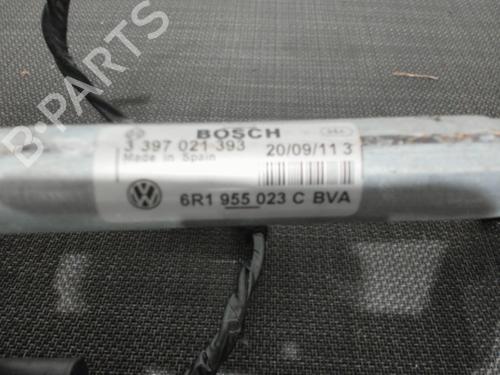 BOSCH
3 397 021 393
20/09/11 3
Made in Spain
6R1 955 023 C BVA
B-PARTS